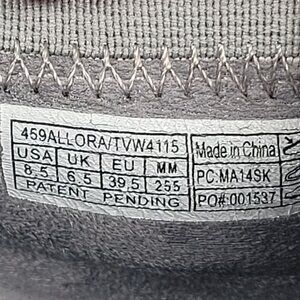 459ALLORA/TVW4115
USA UK EU MM
8.5 6.5 39.5 255
PATENT PENDING
Made in China
PC.MA14SK
PO#:001537